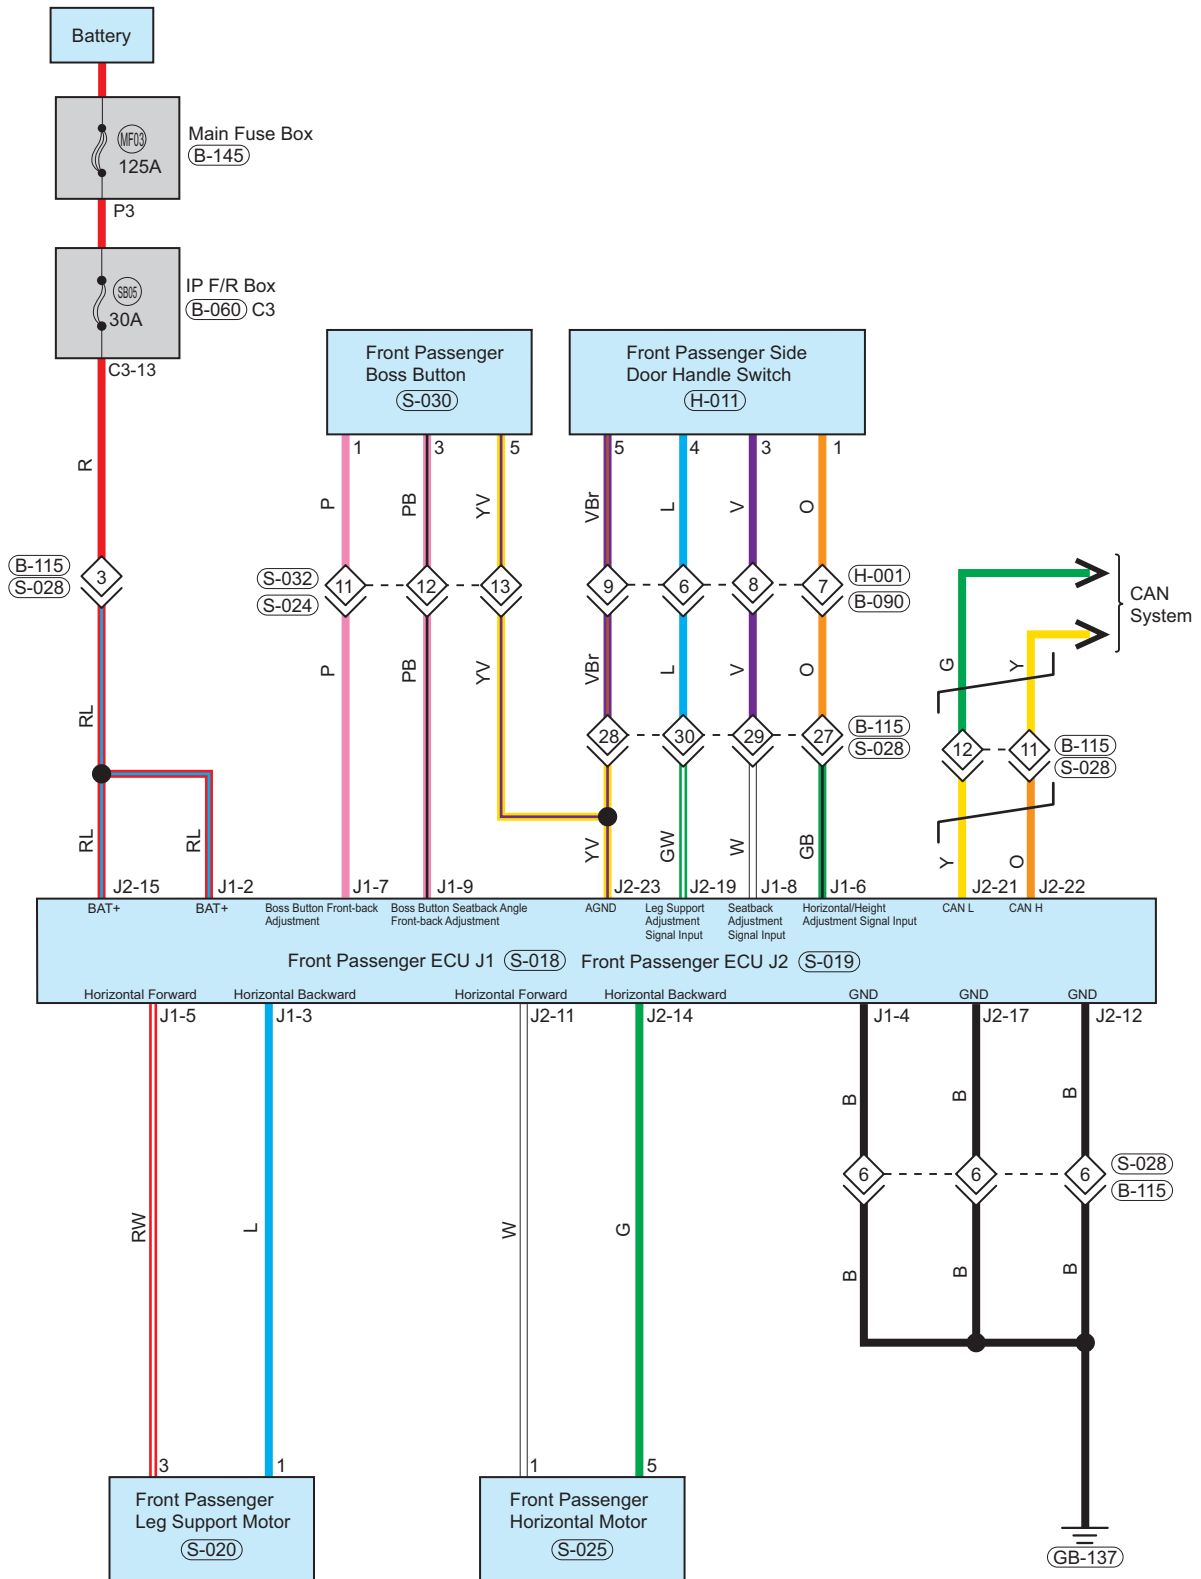 Battery
MF03
125A
Main Fuse Box
B-145
P3
SB05
30A
IP F/R Box
B-060 C3
C3-13
Front Passenger
Boss Button
S-030
Front Passenger Side
Door Handle Switch
H-011
1 3 5 5 4 3 1
R P PB YV VBr L V O
B-115
S-028
3
S-032
S-024
11 12 13 9 6 8 7
H-001
B-090
CAN
System
RL P PB YV VBr L V O G Y
28 30 29 27
B-115
S-028
12 11
B-115
S-028
RL RL YV GW W GB Y O
J2-15 J1-2 J1-7 J1-9 J2-23 J2-19 J1-8 J1-6 J2-21 J2-22
BAT+
BAT+
Boss Button Front-back
Adjustment
Boss Button Seatback Angle
Front-back Adjustment
AGND
Leg Support
Adjustment
Signal Input
Seatback
Adjustment
Signal Input
Horizontal/Height
Adjustment Signal Input
CAN L
CAN H
Front Passenger ECU J1 S-018 Front Passenger ECU J2 S-019
Horizontal Forward Horizontal Backward Horizontal Forward Horizontal Backward GND GND GND
J1-5 J1-3 J2-11 J2-14 J1-4 J2-17 J2-12
B B B
6 6 6
S-028
B-115
RW L W G
B B B
3 1 1 5
Front Passenger
Leg Support Motor
S-020
Front Passenger
Horizontal Motor
S-025
GB-137